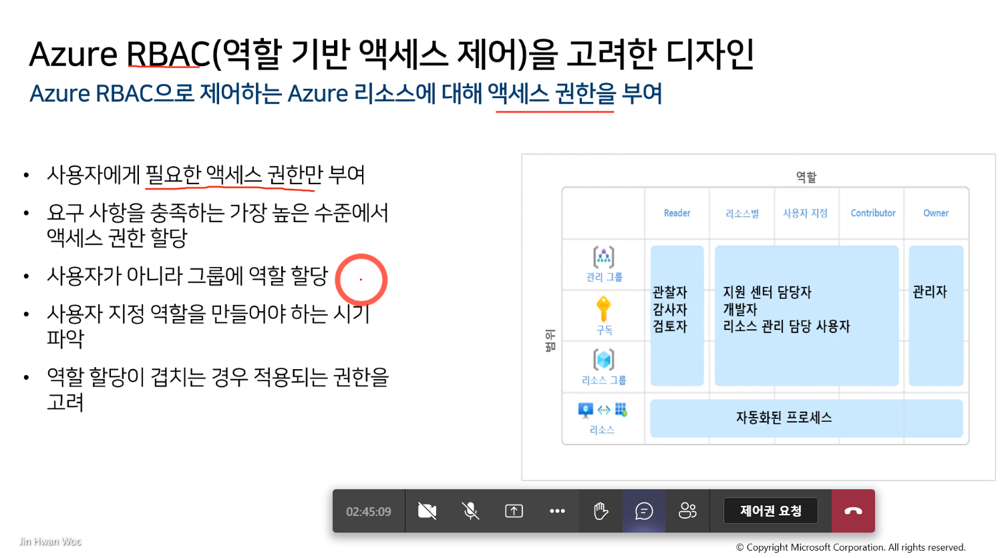 Azure RBAC(역할 기반 액세스 제어)을 고려한 디자인
Azure RBAC으로 제어하는 Azure 리소스에 대해 액세스 권한을 부여
• 사용자에게 필요한 액세스 권한만 부여
• 요구 사항을 충족하는 가장 높은 수준에서
액세스 권한 할당
• 사용자가 아니라 그룹에 역할 할당
• 사용자 지정 역할을 만들어야 하는 시기
파악
• 역할 할당이 겹치는 경우 적용되는 권한을
고려
역할
Reader
리소스별
사용자 지정
Contributor
Owner
범위
관리 그룹
구독
리소스 그룹
리소스
관찰자
감사자
검토자
지원 센터 담당자
개발자
리소스 관리 담당 사용자
관리자
자동화된 프로세스
02:45:09
제어권 요청
Jin Hwan Woo
© Copyright Microsoft Corporation. All rights reserved.